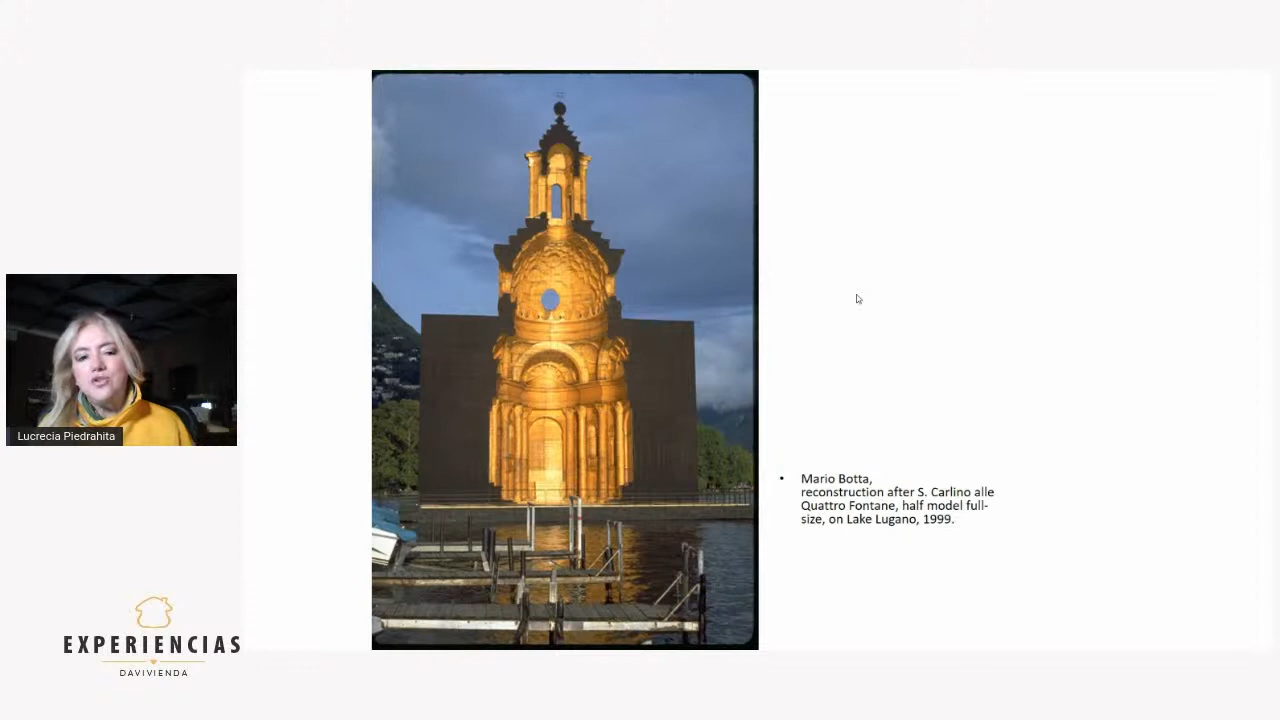 Lucrecia Piedrahita
EXPERIENCIAS
DAVIVIENDA
• Mario Botta,
reconstruction after S. Carlino alle
Quattro Fontane, half model full-
size, on Lake Lugano, 1999.